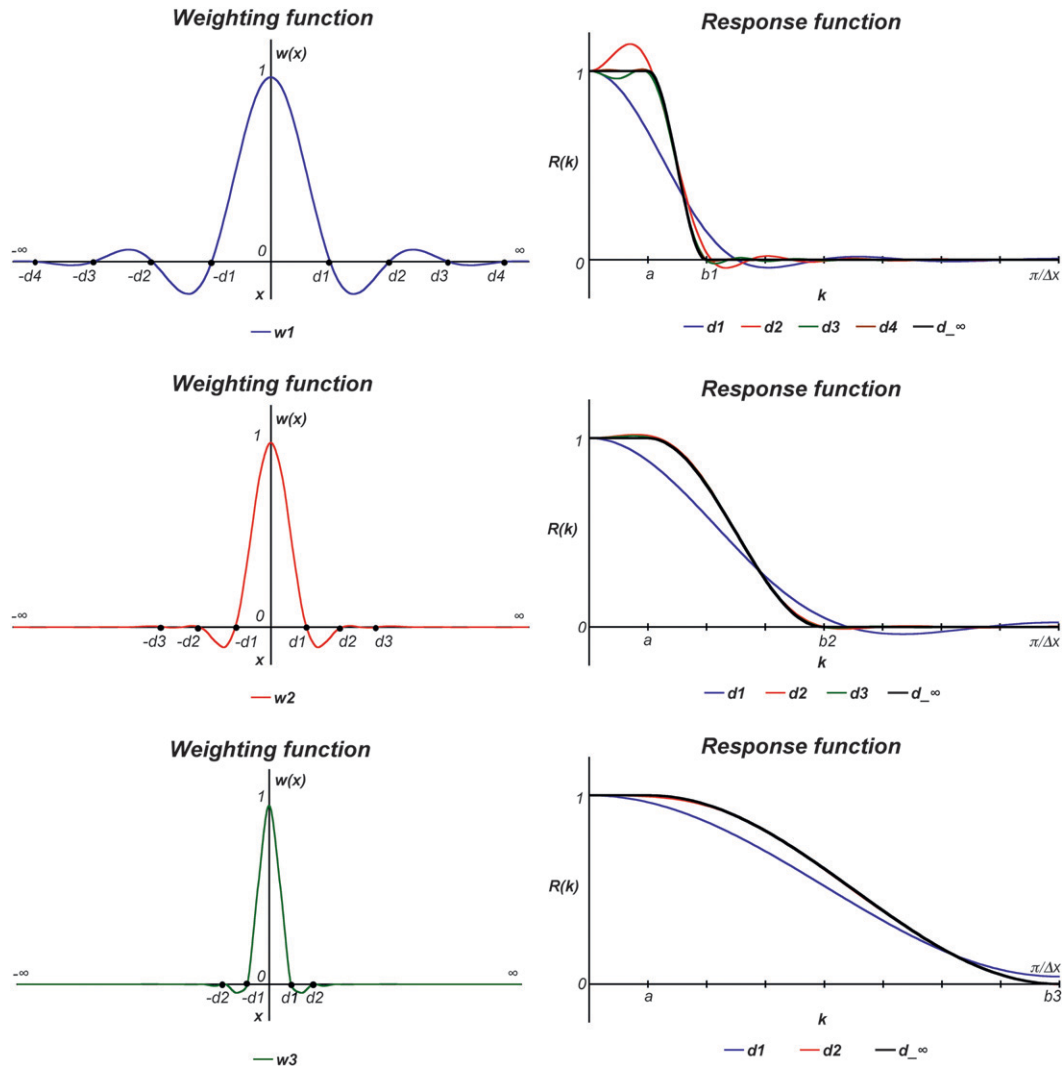 Weighting function
w(x)
1
0
-∞
∞
-d4
-d3
-d2
-d1
d1
d2
d3
d4
x
w1
Response function
1
R(k)
0
a
b1
π/Δx
k
d1
d2
d3
d4
d_∞
Weighting function
w(x)
1
0
-∞
∞
-d3
-d2
-d1
d1
d2
d3
x
w2
Response function
1
R(k)
0
a
b2
π/Δx
k
d1
d2
d3
d_∞
Weighting function
w(x)
1
0
-∞
∞
-d2
-d1
d1
d2
x
w3
Response function
1
R(k)
0
π/Δx
a
b3
k
d1
d2
d_∞